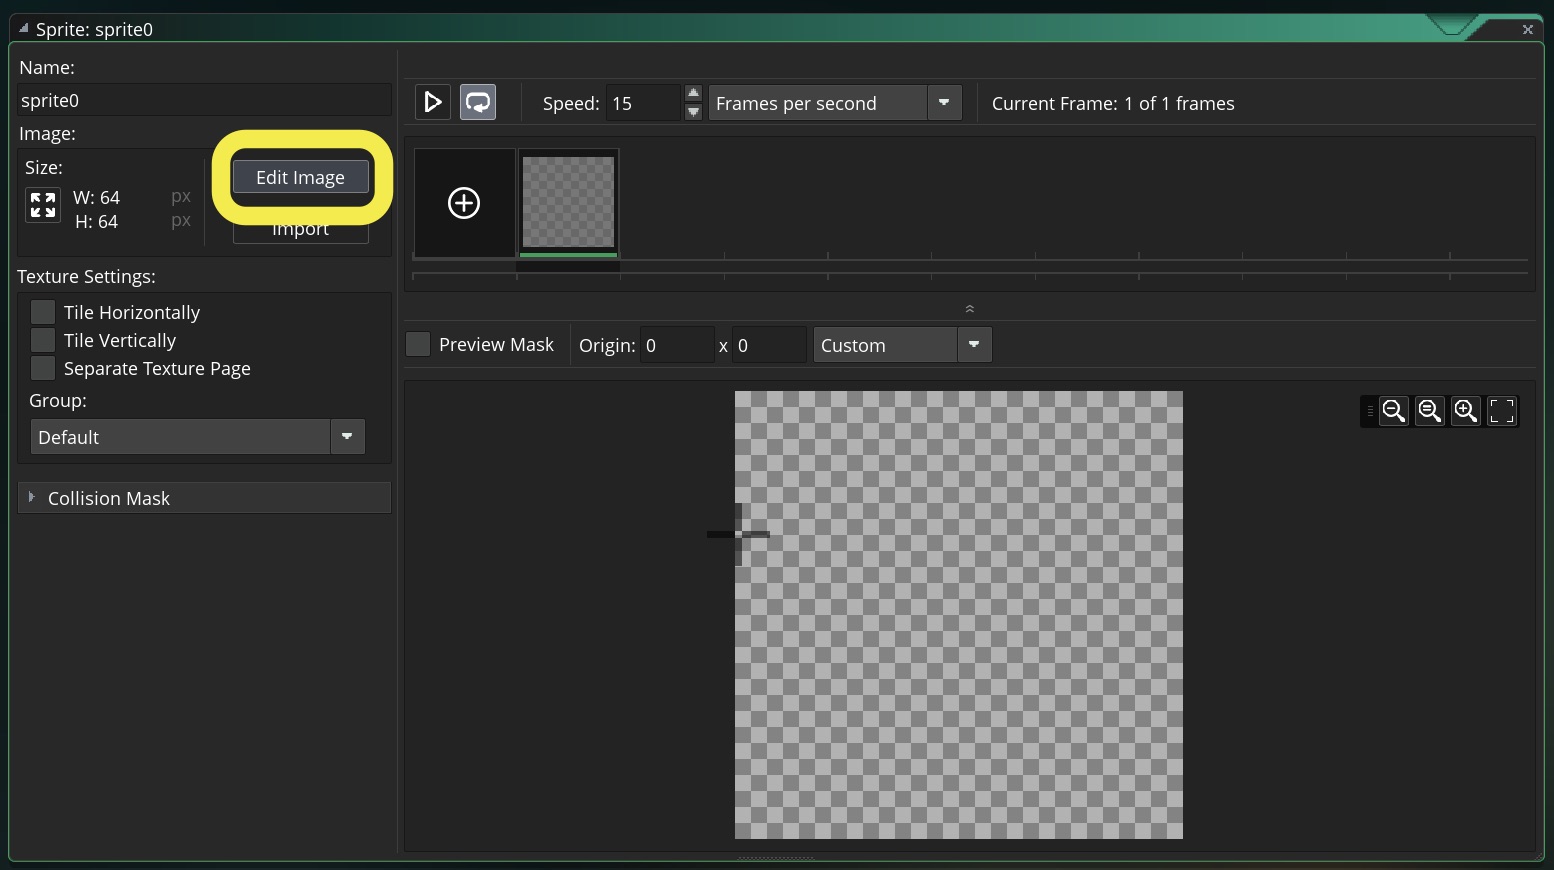 Sprite: sprite0
Name:
sprite0
Image:
Size:
W: 64 px
H: 64 px
Edit Image
Import
Texture Settings:
Tile Horizontally
Tile Vertically
Separate Texture Page
Group:
Default
Collision Mask
Speed: 15 Frames per second Current Frame: 1 of 1 frames
Preview Mask Origin: 0 x 0 Custom